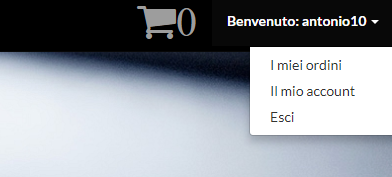 0
Benvenuto: antonio10
I miei ordini
Il mio account
Esci